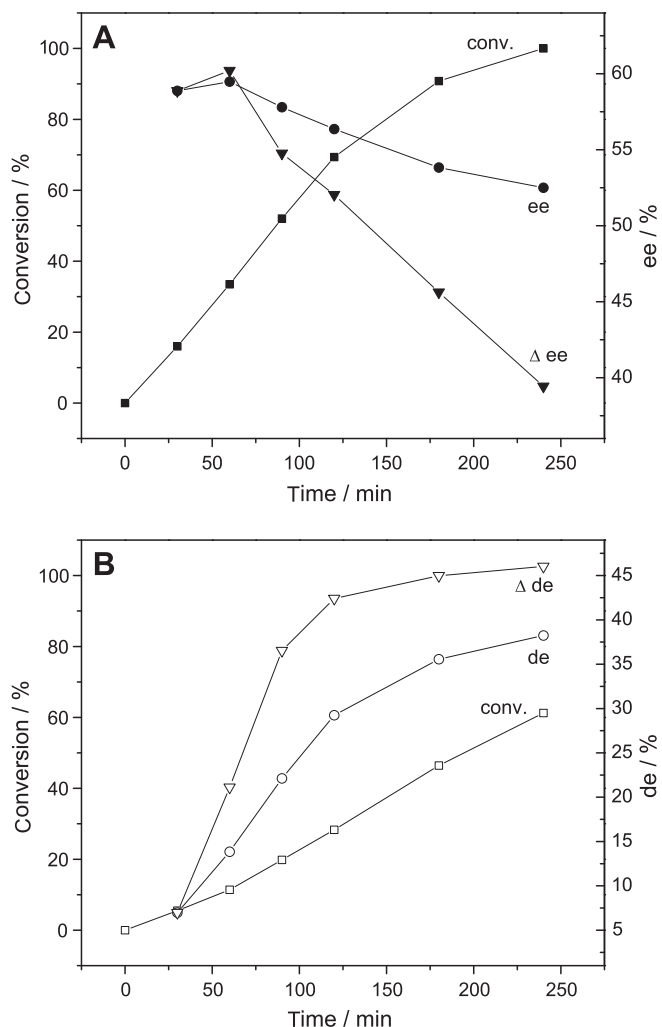 A
conv.
ee
Δ ee
Conversion / %
100
80
60
40
20
0
ee / %
60
55
50
45
40
0 50 100 150 200 250
Time / min
B
Δ de
de
conv.
Conversion / %
100
80
60
40
20
0
de / %
45
40
35
30
25
20
15
10
5
0 50 100 150 200 250
Time / min